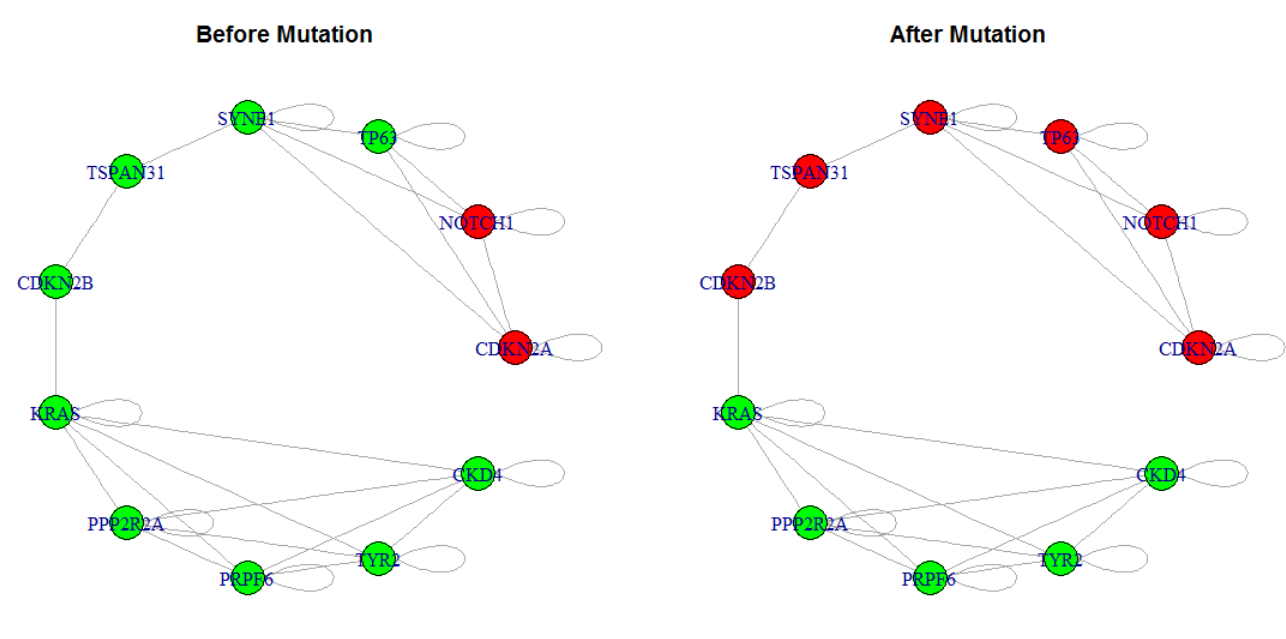 Before Mutation
SYNE1
TP63
TSPAN31
NOTCH1
CDKN2B
CDKN2A
KRAS
CKD4
PPP2R2A
TYR2
PRPF6
After Mutation
SYNE1
TP63
TSPAN31
NOTCH1
CDKN2B
CDKN2A
KRAS
CKD4
PPP2R2A
TYR2
PRPF6